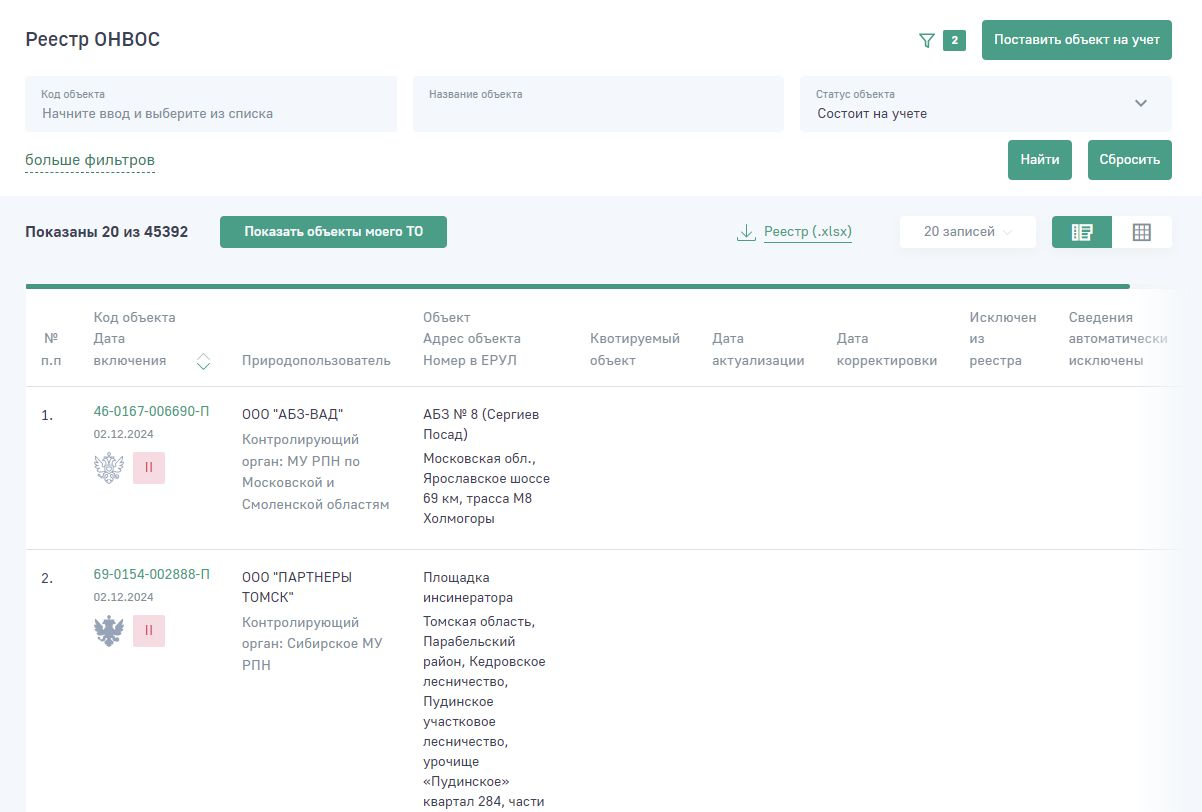 Реестр ОНВОС
2
Поставить объект на учет
Код объекта
Начните ввод и выберите из списка
Название объекта
Статус объекта
Состоит на учете
больше фильтров
Найти
Сбросить
Показаны 20 из 45392
Показать объекты моего ТО
Реестр (.xlsx)
20 записей
№
п.п
Код объекта
Дата
включения
Природопользователь
Объект
Адрес объекта
Номер в ЕРУЛ
Квотируемый
объект
Дата
актуализации
Дата
корректировки
Исключен
из
реестра
Сведения
автоматически
исключены
1.
46-0167-006690-П
02.12.2024
II
ООО "АБЗ-ВАД"
Контролирующий
орган: МУ РПН по
Московской и
Смоленской областям
АБЗ № 8 (Сергиев
Посад)
Московская обл.,
Ярославское шоссе
69 км, трасса М8
Холмогоры
2.
69-0154-002888-П
02.12.2024
II
ООО "ПАРТНЕРЫ
ТОМСК"
Контролирующий
орган: Сибирское МУ
РПН
Площадка
инсинератора
Томская область,
Парабельский
район, Кедровское
лесничество,
Пудинское
участковое
лесничество,
урочище
«Пудинское»
квартал 284, части